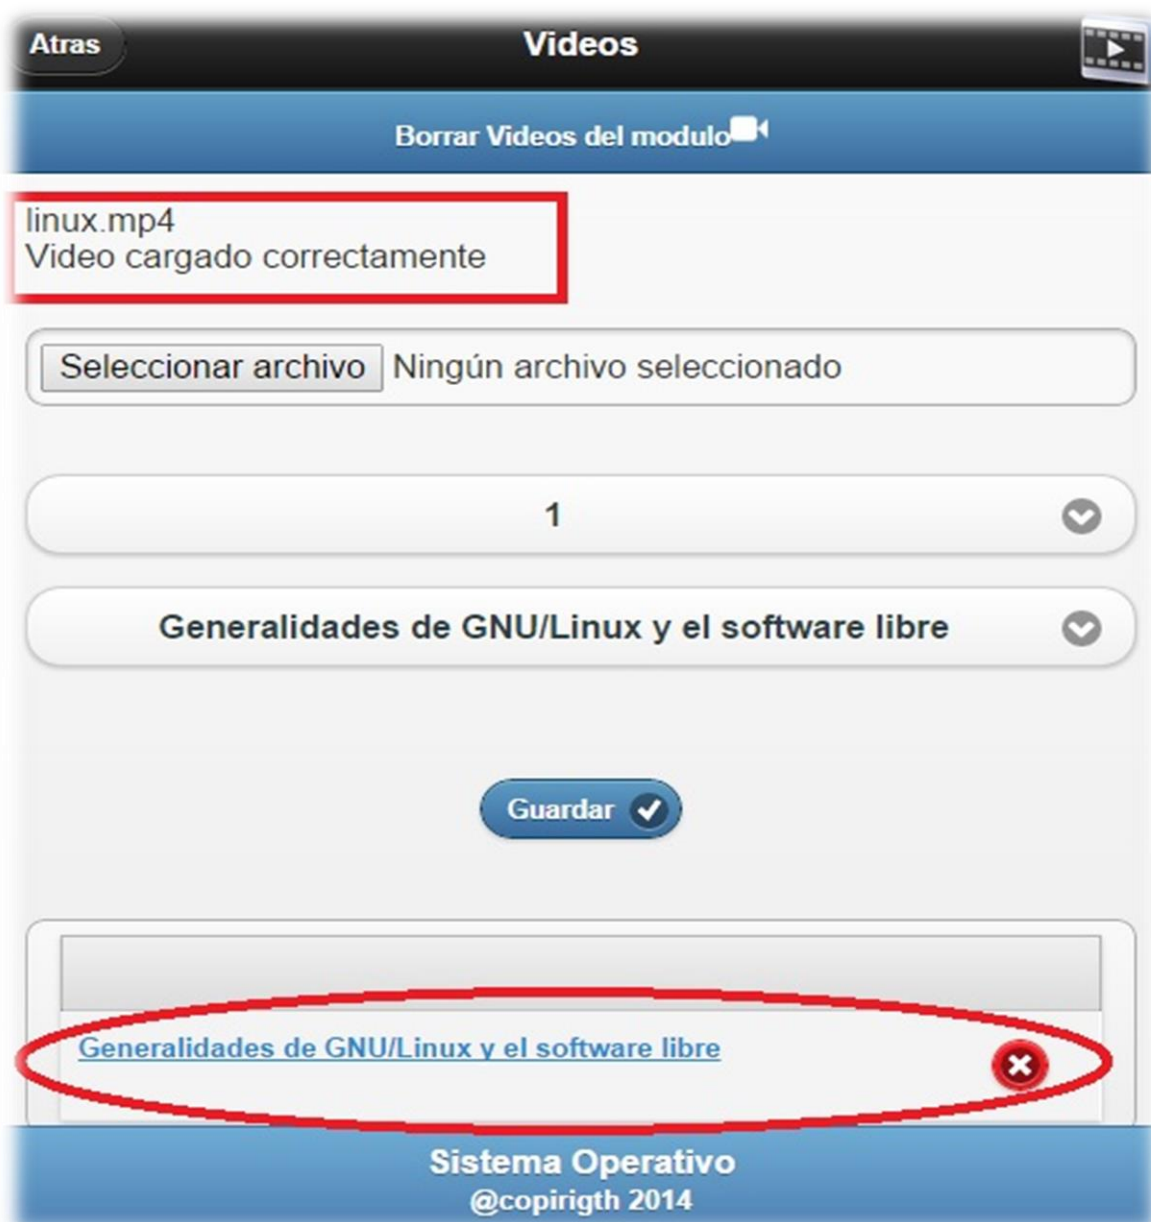 Atras
Videos
Borrar Videos del modulo
linux.mp4
Video cargado correctamente
Seleccionar archivo Ningún archivo seleccionado
1
Generalidades de GNU/Linux y el software libre
Guardar
Generalidades de GNU/Linux y el software libre
Sistema Operativo
@copirigth 2014